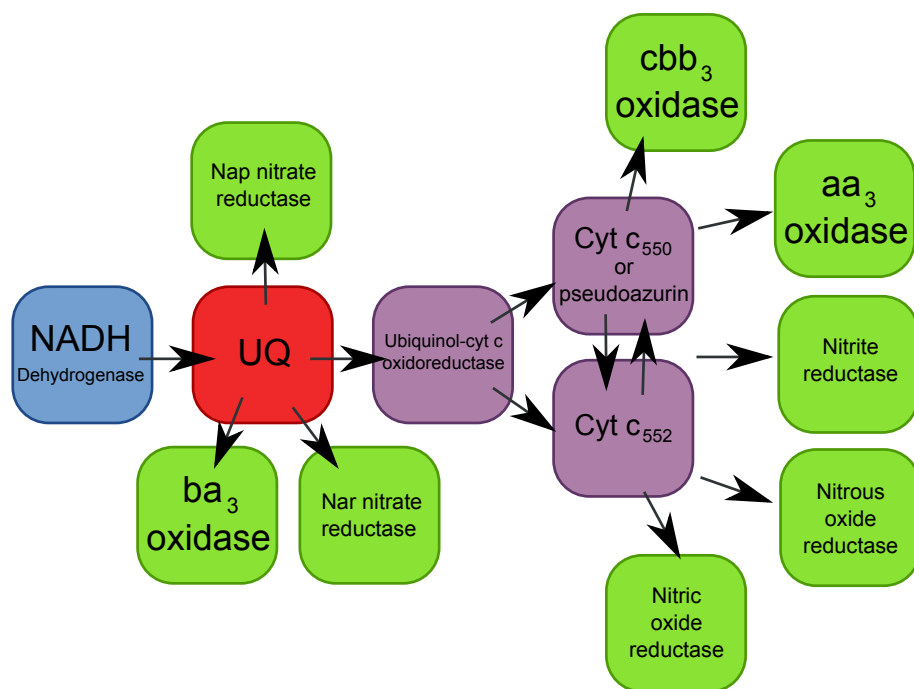 cbb₃
oxidase
Nap nitrate
reductase
aa₃
oxidase
Cyt c₅₅₀
or
pseudoazurin
NADH
Dehydrogenase
UQ
Ubiquinol-cyt c
oxidoreductase
Nitrite
reductase
Cyt c₅₅₂
ba₃
oxidase
Nar nitrate
reductase
Nitrous
oxide
reductase
Nitric
oxide
reductase